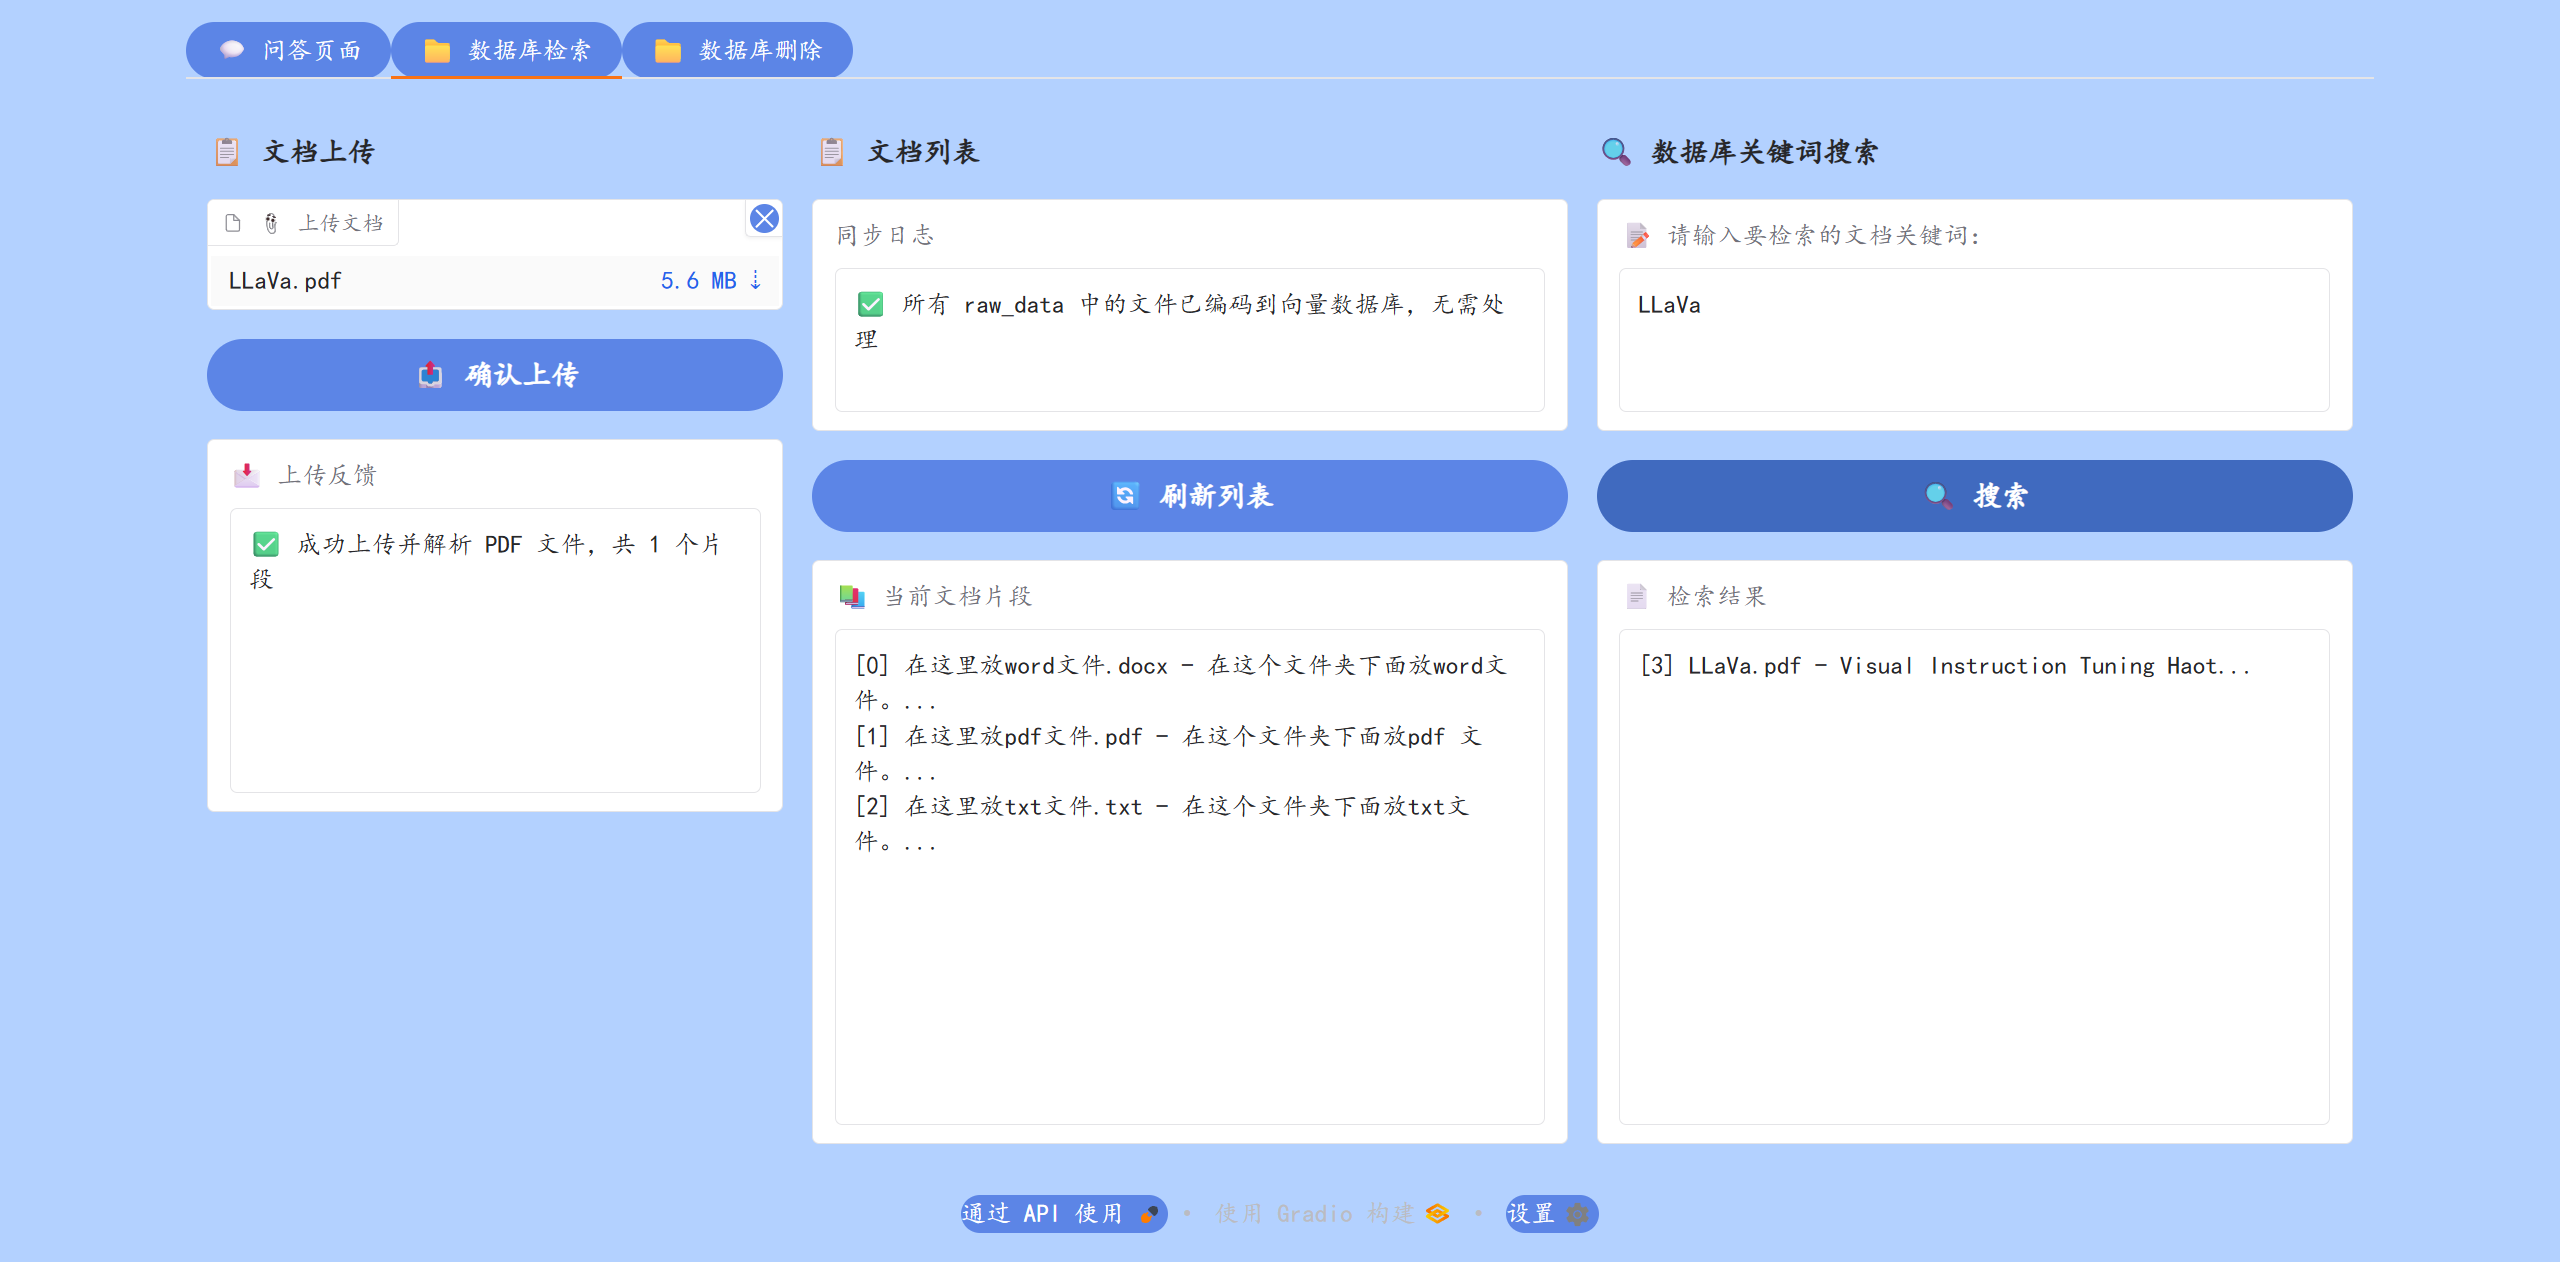 问答页面
数据库检索
数据库删除
文档上传
上传文档
LLaVa.pdf 5.6 MB ⇣
确认上传
上传反馈
✅ 成功上传并解析 PDF 文件，共 1 个片
段
文档列表
同步日志
✅ 所有 raw_data 中的文件已编码到向量数据库，无需处
理
刷新列表
当前文档片段
[0] 在这里放word文件.docx - 在这个文件夹下面放word文
件。...
[1] 在这里放pdf文件.pdf - 在这个文件夹下面放pdf 文
件。...
[2] 在这里放txt文件.txt - 在这个文件夹下面放txt文
件。...
数据库关键词搜索
请输入要检索的文档关键词：
LLaVa
搜索
检索结果
[3] LLaVa.pdf - Visual Instruction Tuning Haot...
通过 API 使用 · 使用 Gradio 构建 · 设置